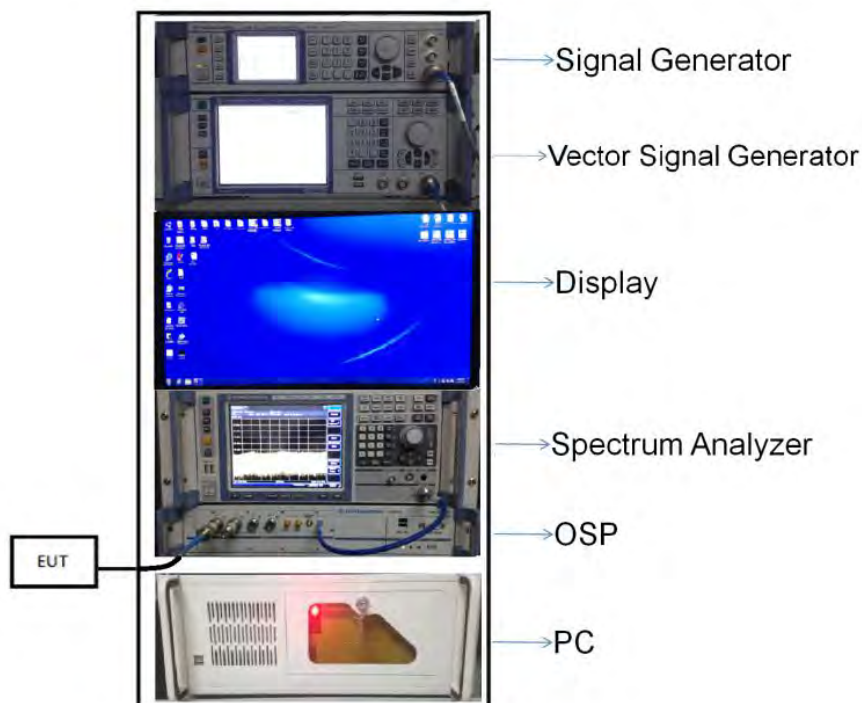 Signal Generator
Vector Signal Generator
Display
Spectrum Analyzer
OSP
EUT
PC